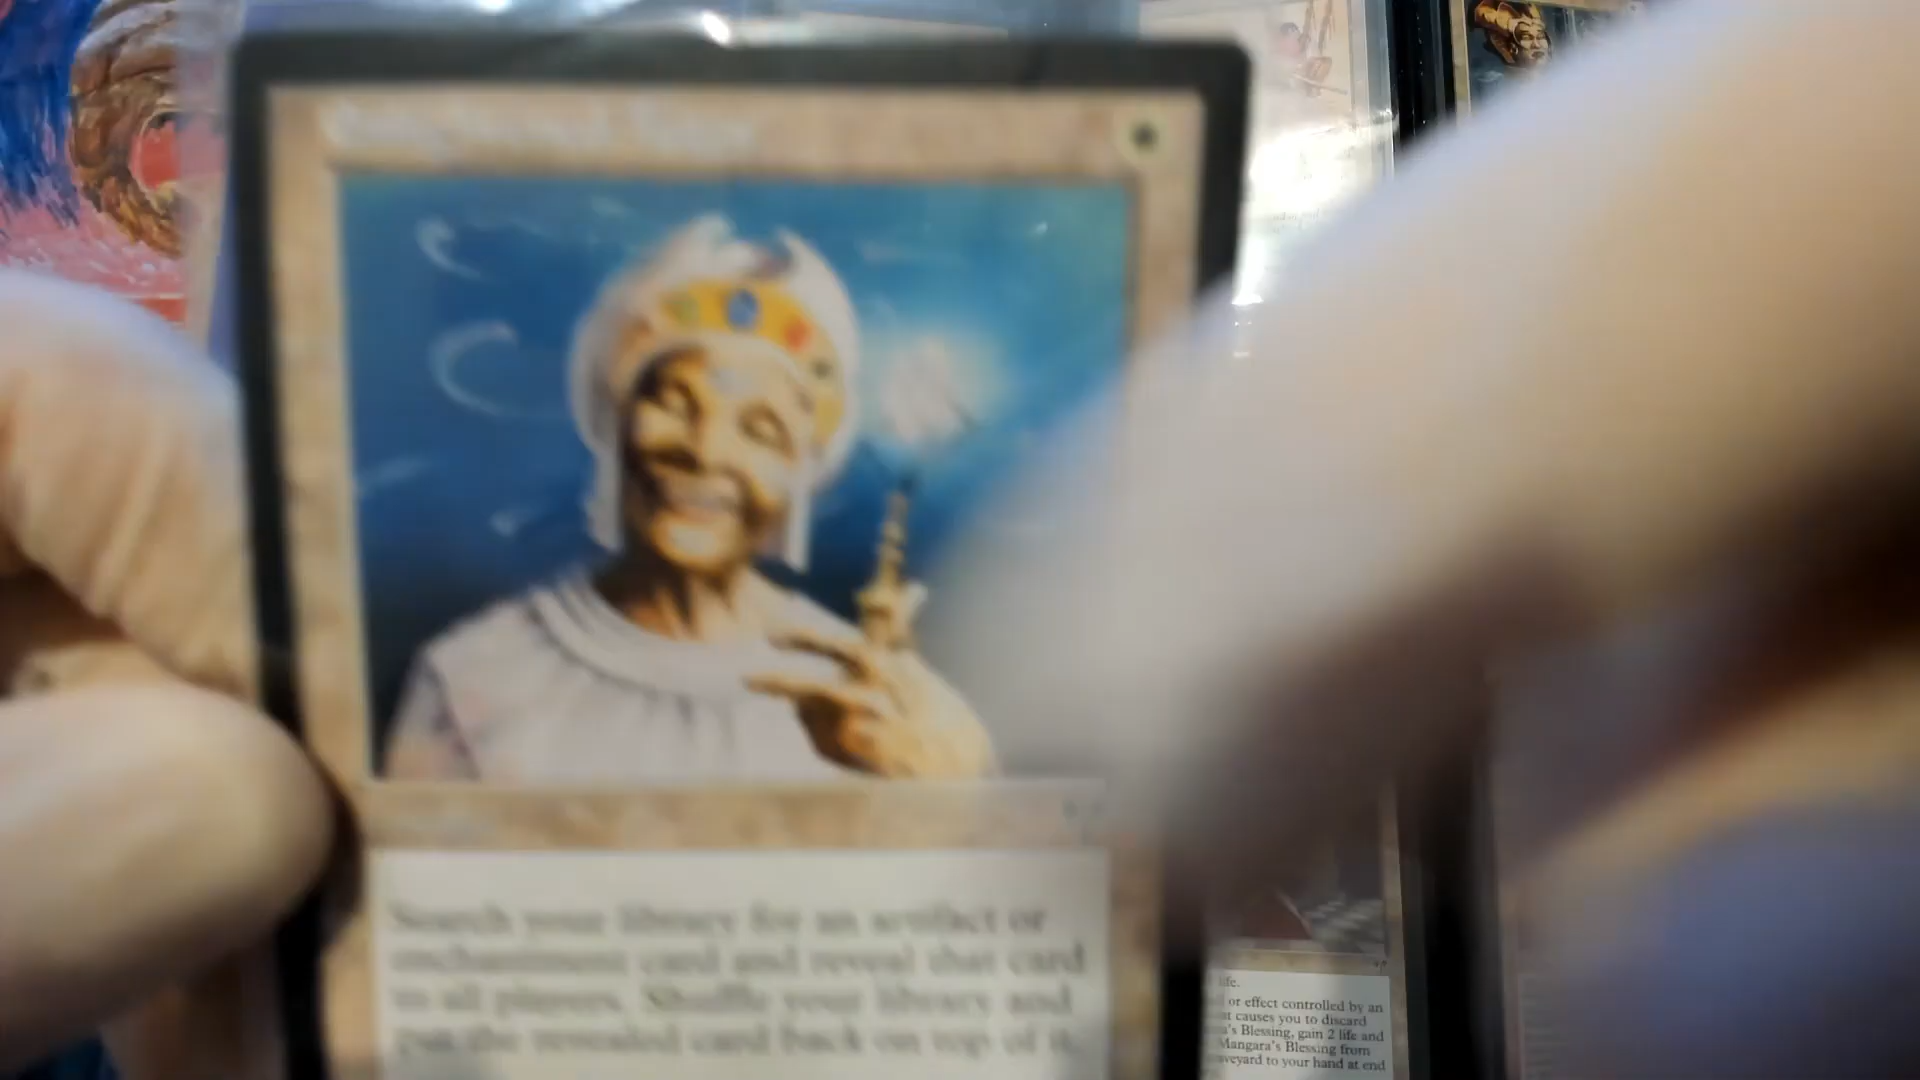 Search your library for an artifact or
enchantment card and reveal that card
to all players. Shuffle your library and
put the revealed card back on top of it.
life.
or effect controlled by an
at causes you to discard
a's Blessing, gain 2 life and
Mangara's Blessing from
aveyard to your hand at end